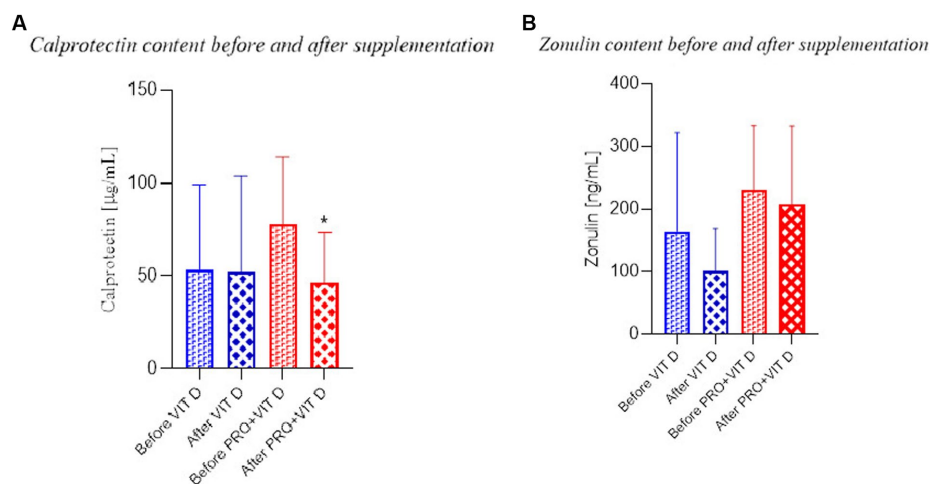 A
Calprotectin content before and after supplementation
150
100
50
0
Calprotectin [µg/mL]
*
Before VIT D
After VIT D
Before PRO+VIT D
After PRO+VIT D
B
Zonulin content before and after supplementation
400
300
200
100
0
Zonulin [ng/mL]
Before VIT D
After VIT D
Before PRO+VIT D
After PRO+VIT D